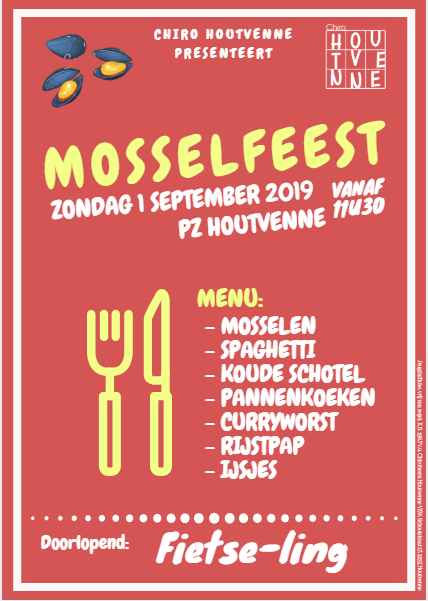 CHIRO HOUTVENNE
PRESENTEERT
Chiro
HOU
TVE
NNE
MOSSELFEEST
ZONDAG 1 SEPTEMBER 2019
VANAF
11U30
PZ HOUTVENNE
MENU:
- MOSSELEN
- SPAGHETTI
- KOUDE SCHOTEL
- PANNENKOEKEN
- CURRYWORST
- RIJSTPAP
- IJSJES
Doorlopend:
Fietse-ling